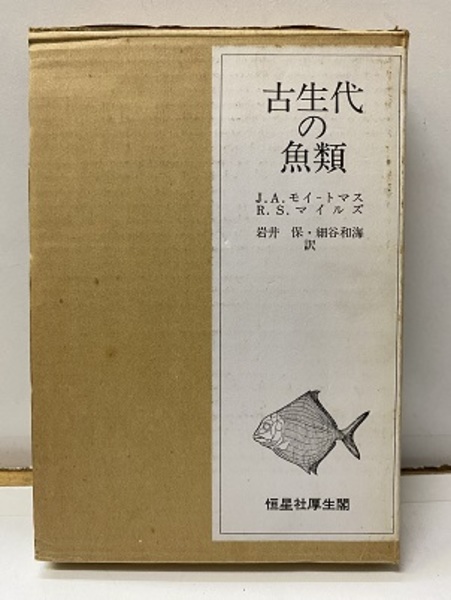 古生代
の
魚類
J.A.モイ-トマス
R.S.マイルズ
岩井 保・細谷和海
訳
恒星社厚生閣